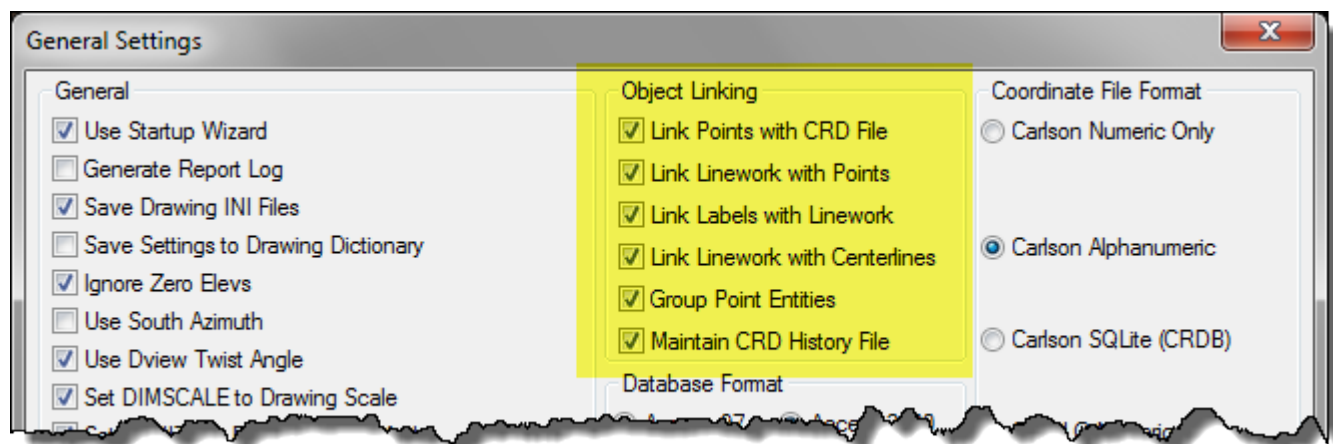 General Settings
General
Use Startup Wizard
Generate Report Log
Save Drawing INI Files
Save Settings to Drawing Dictionary
Ignore Zero Elevs
Use South Azimuth
Use Dview Twist Angle
Set DIMSCALE to Drawing Scale
Object Linking
Link Points with CRD File
Link Linework with Points
Link Labels with Linework
Link Linework with Centerlines
Group Point Entities
Maintain CRD History File
Database Format
Coordinate File Format
Carlson Numeric Only
Carlson Alphanumeric
Carlson SQLite (CRDB)